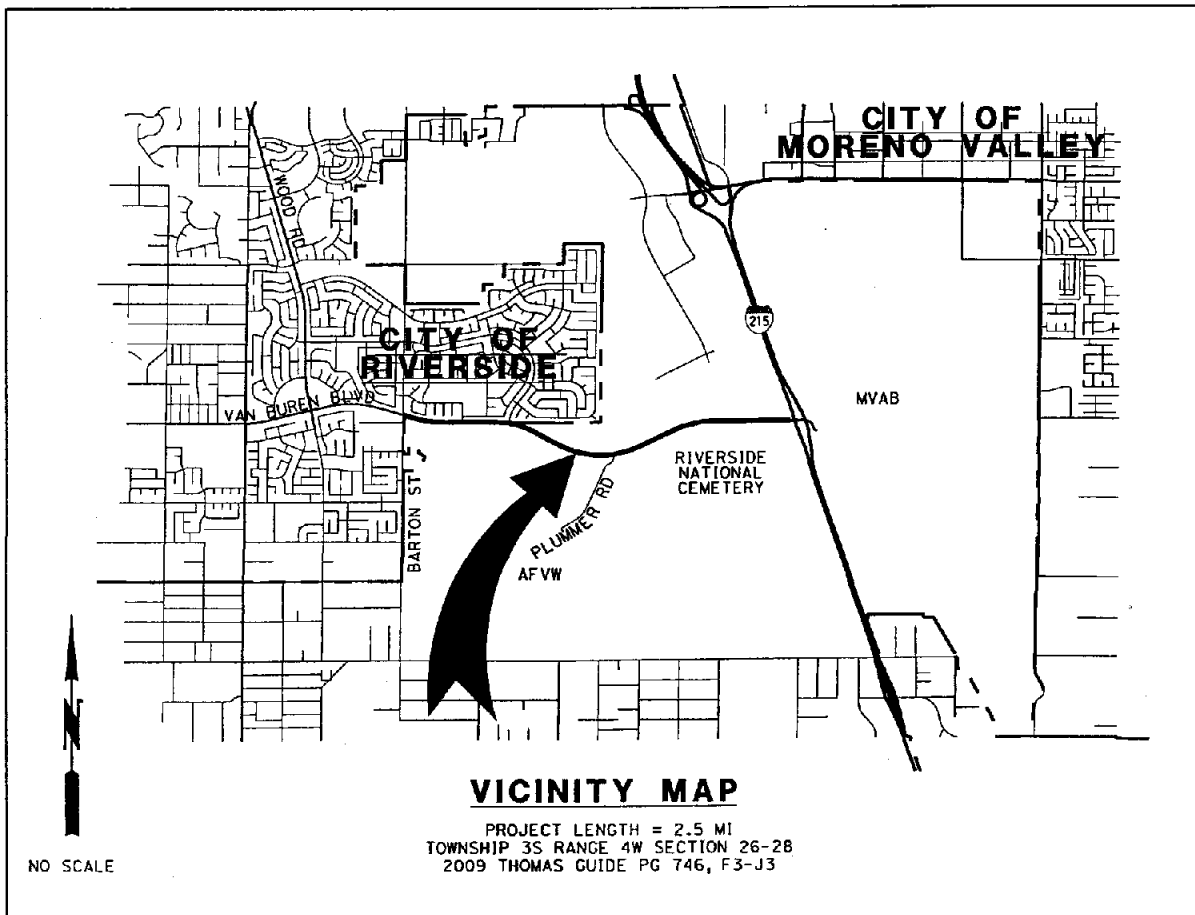 CITY OF
MORENO VALLEY
WOOD RD
215
CITY OF
RIVERSIDE
VAN BUREN BLVD
MVAB
RIVERSIDE
NATIONAL
CEMETERY
BARTON ST
PLUMMER RD
AFVW
N
VICINITY MAP
PROJECT LENGTH = 2.5 MI
TOWNSHIP 3S RANGE 4W SECTION 26-28
2009 THOMAS GUIDE PG 746, F3-J3
NO SCALE